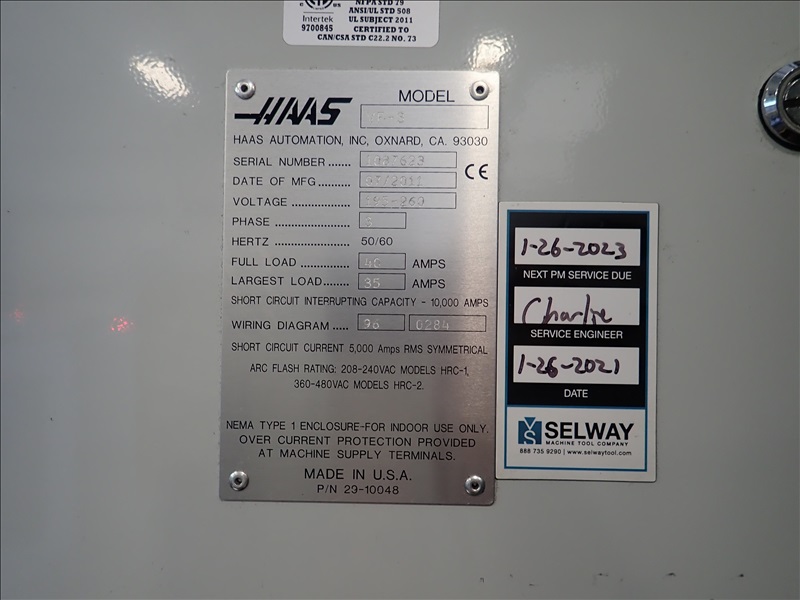 Intertek
9700845
NFPA STD 79
ANSI/UL STD 508
UL SUBJECT 2011
CERTIFIED TO
CAN/CSA STD C22.2 NO. 73
HAAS
MODEL
HAAS AUTOMATION, INC, OXNARD, CA. 93030
SERIAL NUMBER .......
DATE OF MFG.........
CE
VOLTAGE ...............
PHASE ....................
HERTZ ..................... 50/60
FULL LOAD ............. 40 AMPS
LARGEST LOAD....... 35 AMPS
SHORT CIRCUIT INTERRUPTING CAPACITY - 10,000 AMPS
WIRING DIAGRAM ..... 96 0284
SHORT CIRCUIT CURRENT 5,000 Amps RMS SYMMETRICAL
ARC FLASH RATING: 208-240VAC MODELS HRC-1,
360-480VAC MODELS HRC-2.
NEMA TYPE 1 ENCLOSURE-FOR INDOOR USE ONLY.
OVER CURRENT PROTECTION PROVIDED
AT MACHINE SUPPLY TERMINALS.
MADE IN U.S.A.
P/N 29-10048
1-26-2023
NEXT PM SERVICE DUE
Charlie
SERVICE ENGINEER
1-26-2021
DATE
SELWAY
MACHINE TOOL COMPANY
888 735 9290 | www.selwaytool.com